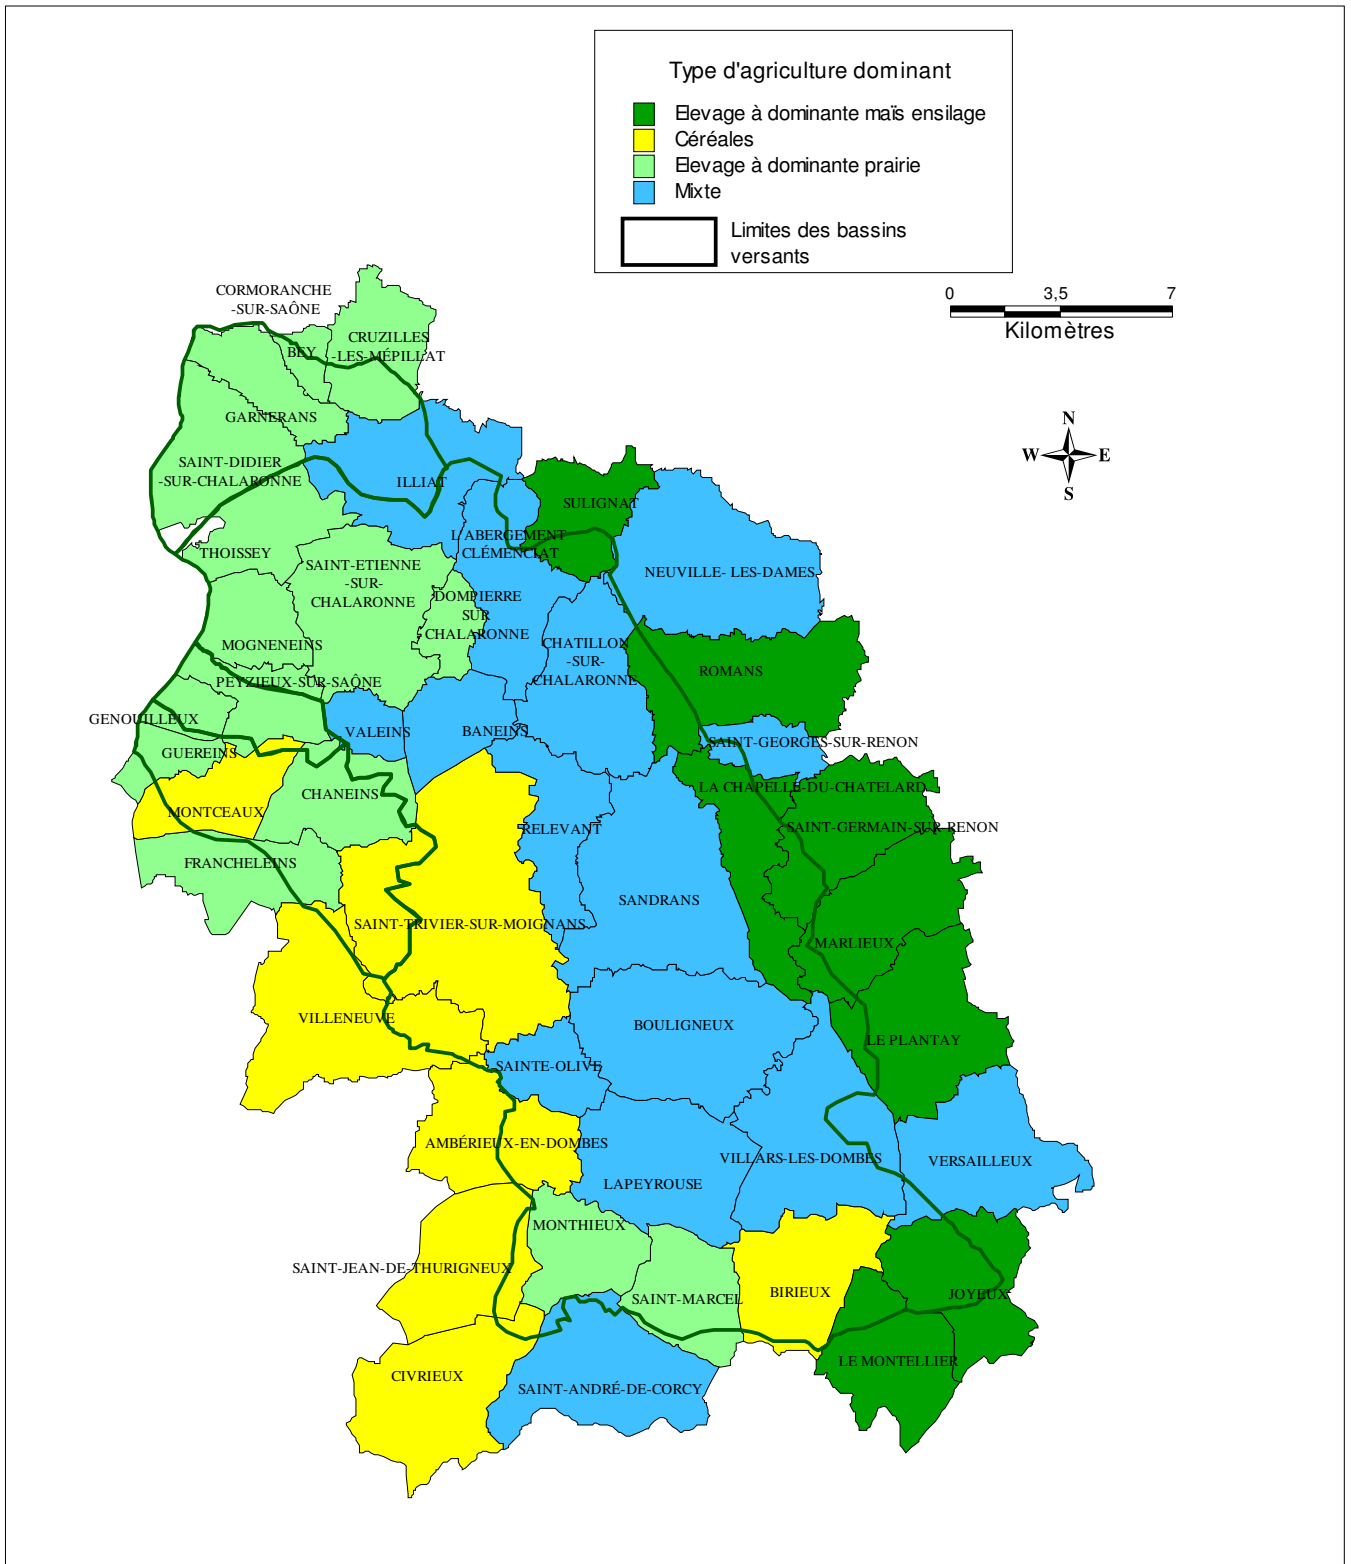 Type d'agriculture dominant
Elevage à dominante maïs ensilage
Céréales
Elevage à dominante prairie
Mixte
Limites des bassins
versants
0 3,5 7
Kilomètres
N
W E
S
CORMORANCHE
-SUR-SAÔNE
BEY
CRUZILLES
-LES-MÉPILLAT
GARNERANS
SAINT-DIDIER
-SUR-CHALARONNE
ILLIAT
SULIGNAT
THOISSEY
L'ABERGEMENT
CLÉMENCIAT
SAINT-ETIENNE
-SUR-
CHALARONNE
NEUVILLE- LES-DAMES
DOMPIERRE
SUR
CHALARONNE
MOGNENEINS
CHATILLON
-SUR-
CHALARONNE
ROMANS
PEYZIEUX-SUR-SAÔNE
GENOUILLEUX
VALEINS
BANEINS
SAINT-GEORGES-SUR-RENON
GUEREINS
CHANEINS
LA CHAPELLE-DU-CHATELARD
MONTCEAUX
RELEVANT
SAINT-GERMAIN-SUR-RENON
FRANCHELEINS
SANDRANS
SAINT-TRIVIER-SUR-MOIGNANS
MARLIEUX
VILLENEUVE
BOULIGNEUX
LE PLANTAY
SAINTE-OLIVE
AMBÉRIEUX-EN-DOMBES
VILLARS-LES-DOMBES
VERSAILLEUX
LAPEYROUSE
MONTHIEUX
SAINT-JEAN-DE-THURIGNEUX
SAINT-MARCEL
BIRIEUX
JOYEUX
CIVRIEUX
LE MONTELLIER
SAINT-ANDRÉ-DE-CORCY